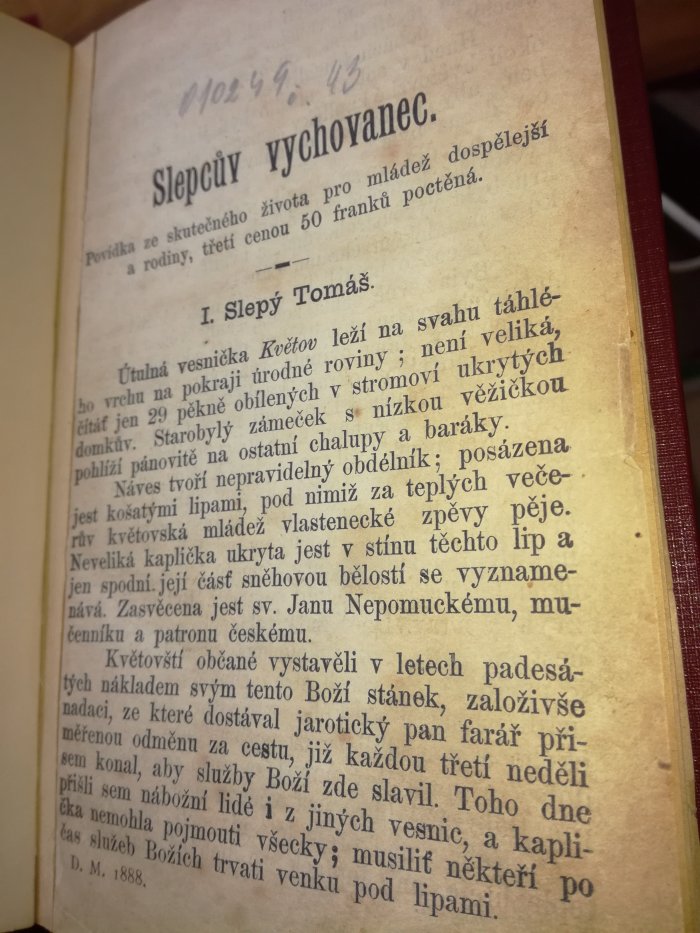 010249. 43
Slepcův vychovanec.
Povídka ze skutečného života pro mládež dospělejší
a rodiny, třetí cenou 50 franků poctěná.
I. Slepý Tomáš.
Útulná vesnička Květov leží na svahu táhlé-
ho vrchu na pokraji úrodné roviny ; není veliká,
čítáť jen 29 pěkně obílených v stromoví ukrytých
domkův. Starobylý zámeček s nízkou věžičkou
pohlíží pánovitě na ostatní chalupy a baráky.
Náves tvoří nepravidelný obdélník ; posázena
jest košatými lipami, pod nimiž za teplých veče-
rův květovská mládež vlastenecké zpěvy pěje.
Neveliká kaplička ukryta jest v stínu těchto lip a
jen spodní její část sněhovou bělostí se vyzname-
nává. Zasvěcena jest sv. Janu Nepomuckému, mu-
čenníku a patronu českému.
Květovští občané vystavěli v letech padesá-
tých nákladem svým tento Boží stánek, založivše
nadaci, ze které dostával jarotický pan farář při-
měřenou odměnu za cestu, již každou třetí neděli
sem konal, aby služby Boží zde slavil. Toho dne
přišli sem nábožní lidé i z jiných vesnic, a kapli-
čka nemohla pojmouti všecky ; musiliť někteří po
čas služeb Božích trvati venku pod lipami.
D. M. 1888.